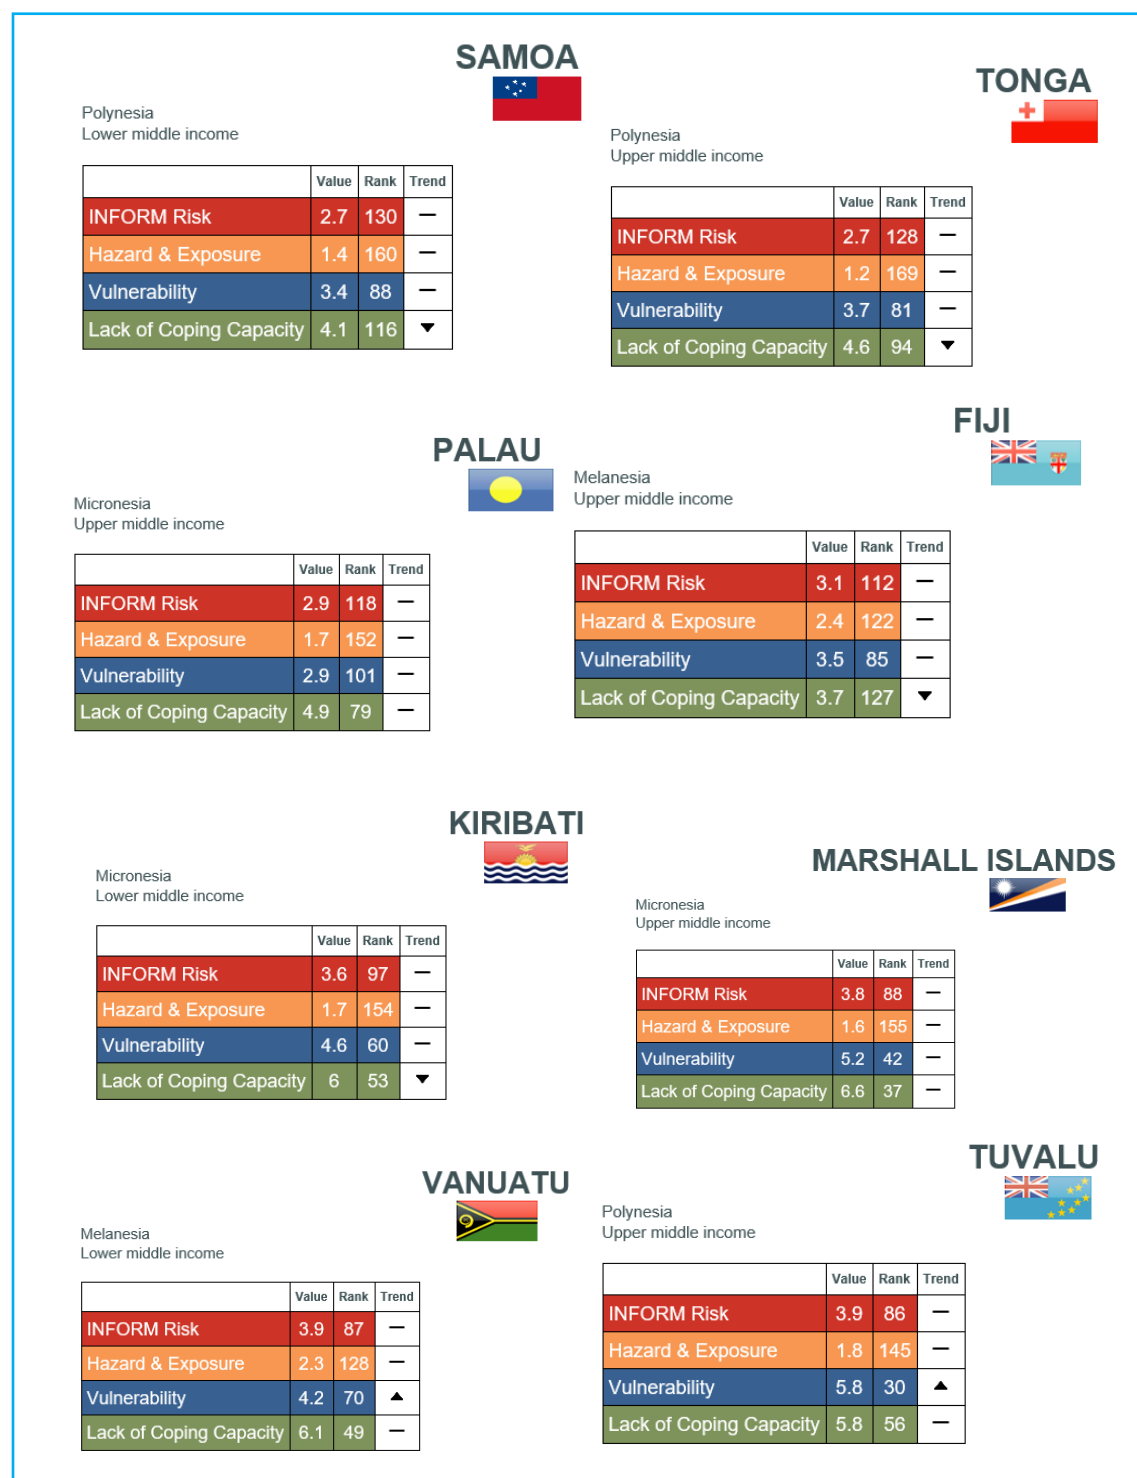 SAMOA
Polynesia
Lower middle income
Value Rank Trend
INFORM Risk 2.7 130 —
Hazard & Exposure 1.4 160 —
Vulnerability 3.4 88 —
Lack of Coping Capacity 4.1 116 ▼
TONGA
Polynesia
Upper middle income
Value Rank Trend
INFORM Risk 2.7 128 —
Hazard & Exposure 1.2 169 —
Vulnerability 3.7 81 —
Lack of Coping Capacity 4.6 94 ▼
PALAU
Micronesia
Upper middle income
Value Rank Trend
INFORM Risk 2.9 118 —
Hazard & Exposure 1.7 152 —
Vulnerability 2.9 101 —
Lack of Coping Capacity 4.9 79 —
FIJI
Melanesia
Upper middle income
Value Rank Trend
INFORM Risk 3.1 112 —
Hazard & Exposure 2.4 122 —
Vulnerability 3.5 85 —
Lack of Coping Capacity 3.7 127 ▼
KIRIBATI
Micronesia
Lower middle income
Value Rank Trend
INFORM Risk 3.6 97 —
Hazard & Exposure 1.7 154 —
Vulnerability 4.6 60 —
Lack of Coping Capacity 6 53 ▼
MARSHALL ISLANDS
Micronesia
Upper middle income
Value Rank Trend
INFORM Risk 3.8 88 —
Hazard & Exposure 1.6 155 —
Vulnerability 5.2 42 —
Lack of Coping Capacity 6.6 37 —
VANUATU
Melanesia
Lower middle income
Value Rank Trend
INFORM Risk 3.9 87 —
Hazard & Exposure 2.3 128 —
Vulnerability 4.2 70 ▲
Lack of Coping Capacity 6.1 49 —
TUVALU
Polynesia
Upper middle income
Value Rank Trend
INFORM Risk 3.9 86 —
Hazard & Exposure 1.8 145 —
Vulnerability 5.8 30 ▲
Lack of Coping Capacity 5.8 56 —